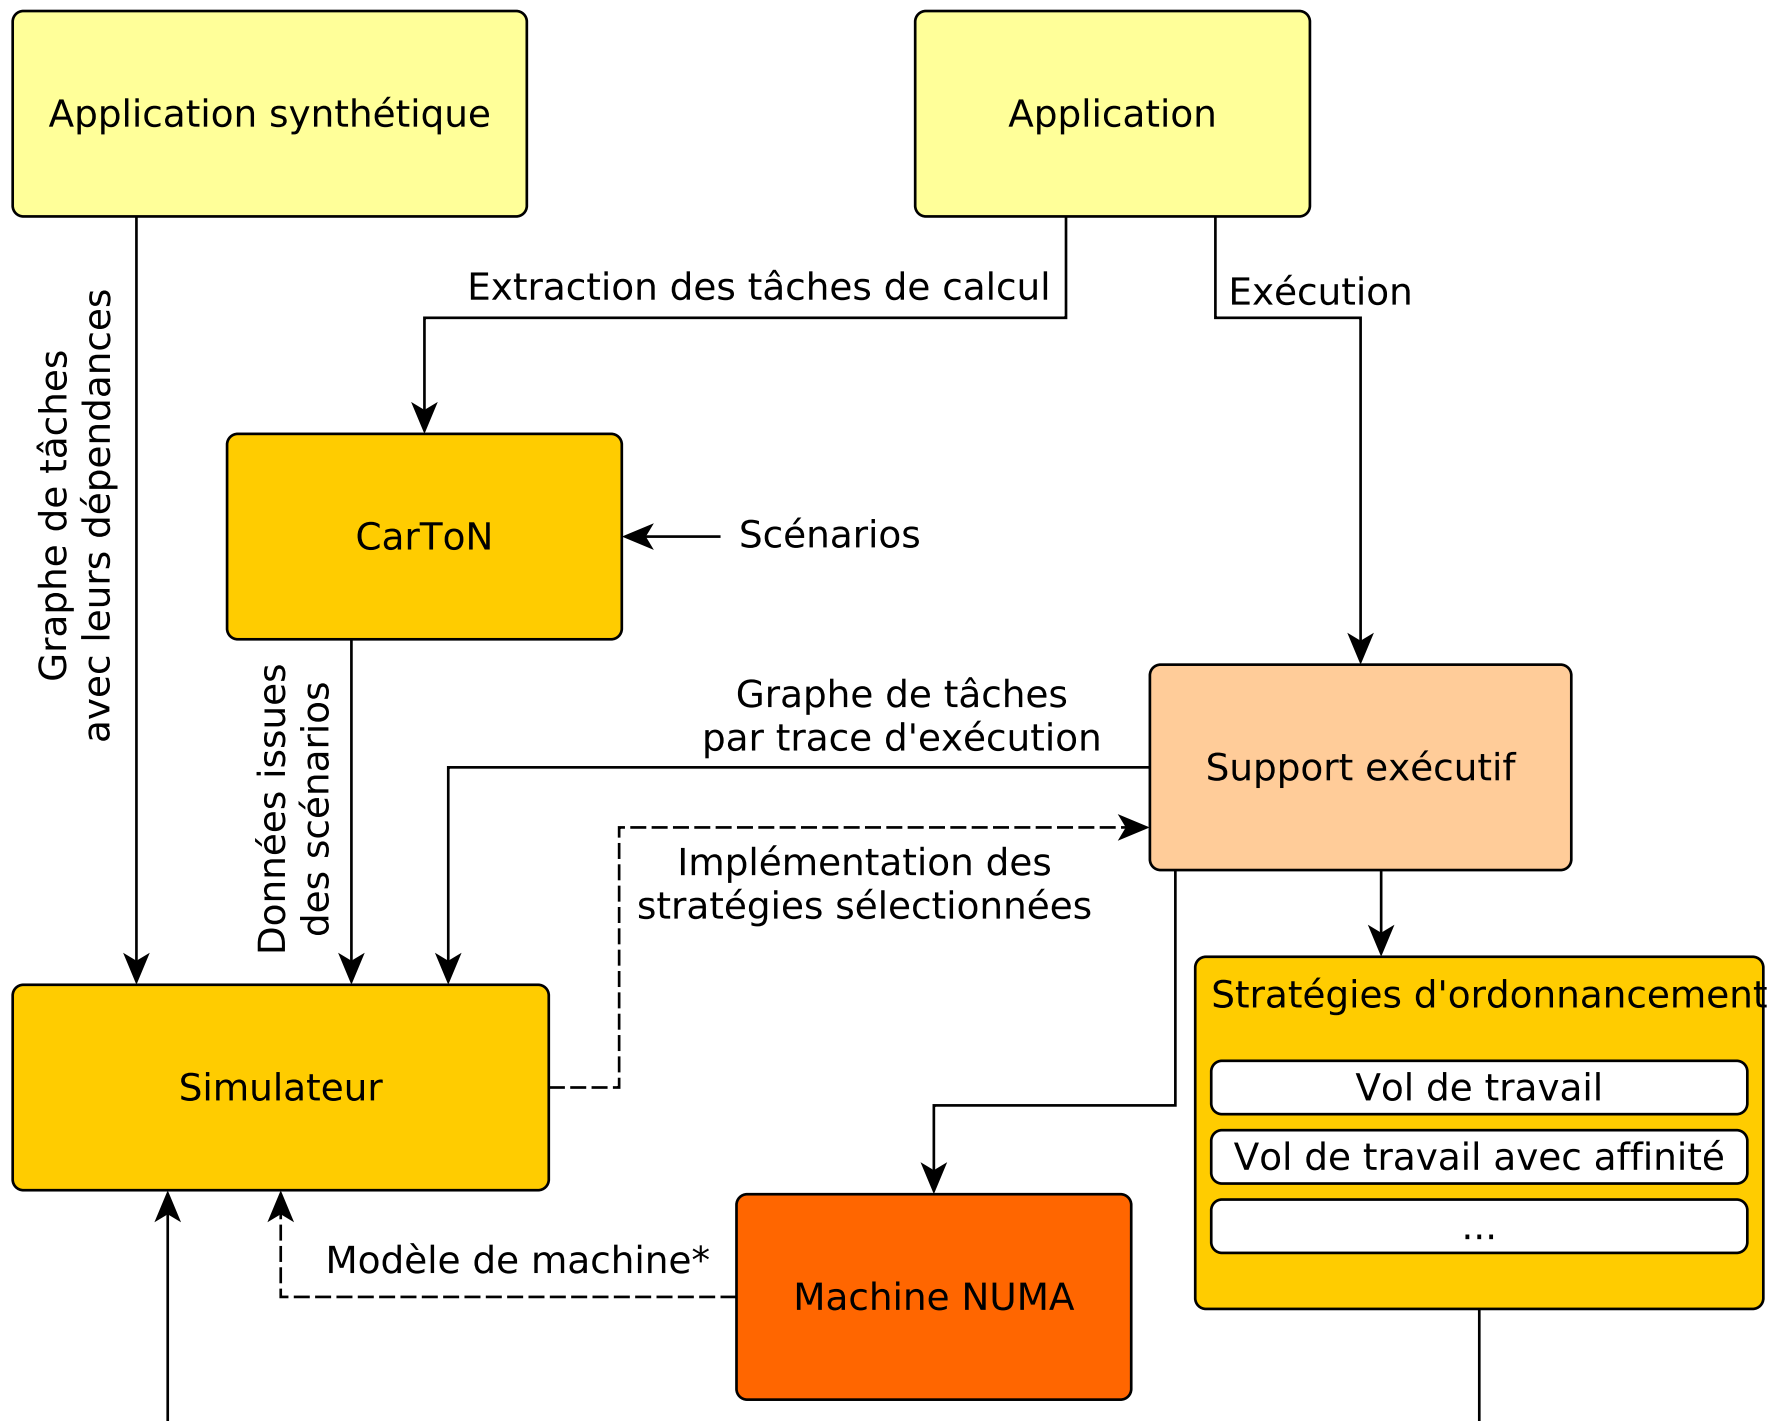 Application synthétique
Application
Extraction des tâches de calcul
Exécution
Graphe de tâches
avec leurs dépendances
CarToN
Scénarios
Données issues
des scénarios
Graphe de tâches
par trace d'exécution
Support exécutif
Implémentation des
stratégies sélectionnées
Stratégies d'ordonnancement
Vol de travail
Vol de travail avec affinité
...
Simulateur
Modèle de machine*
Machine NUMA